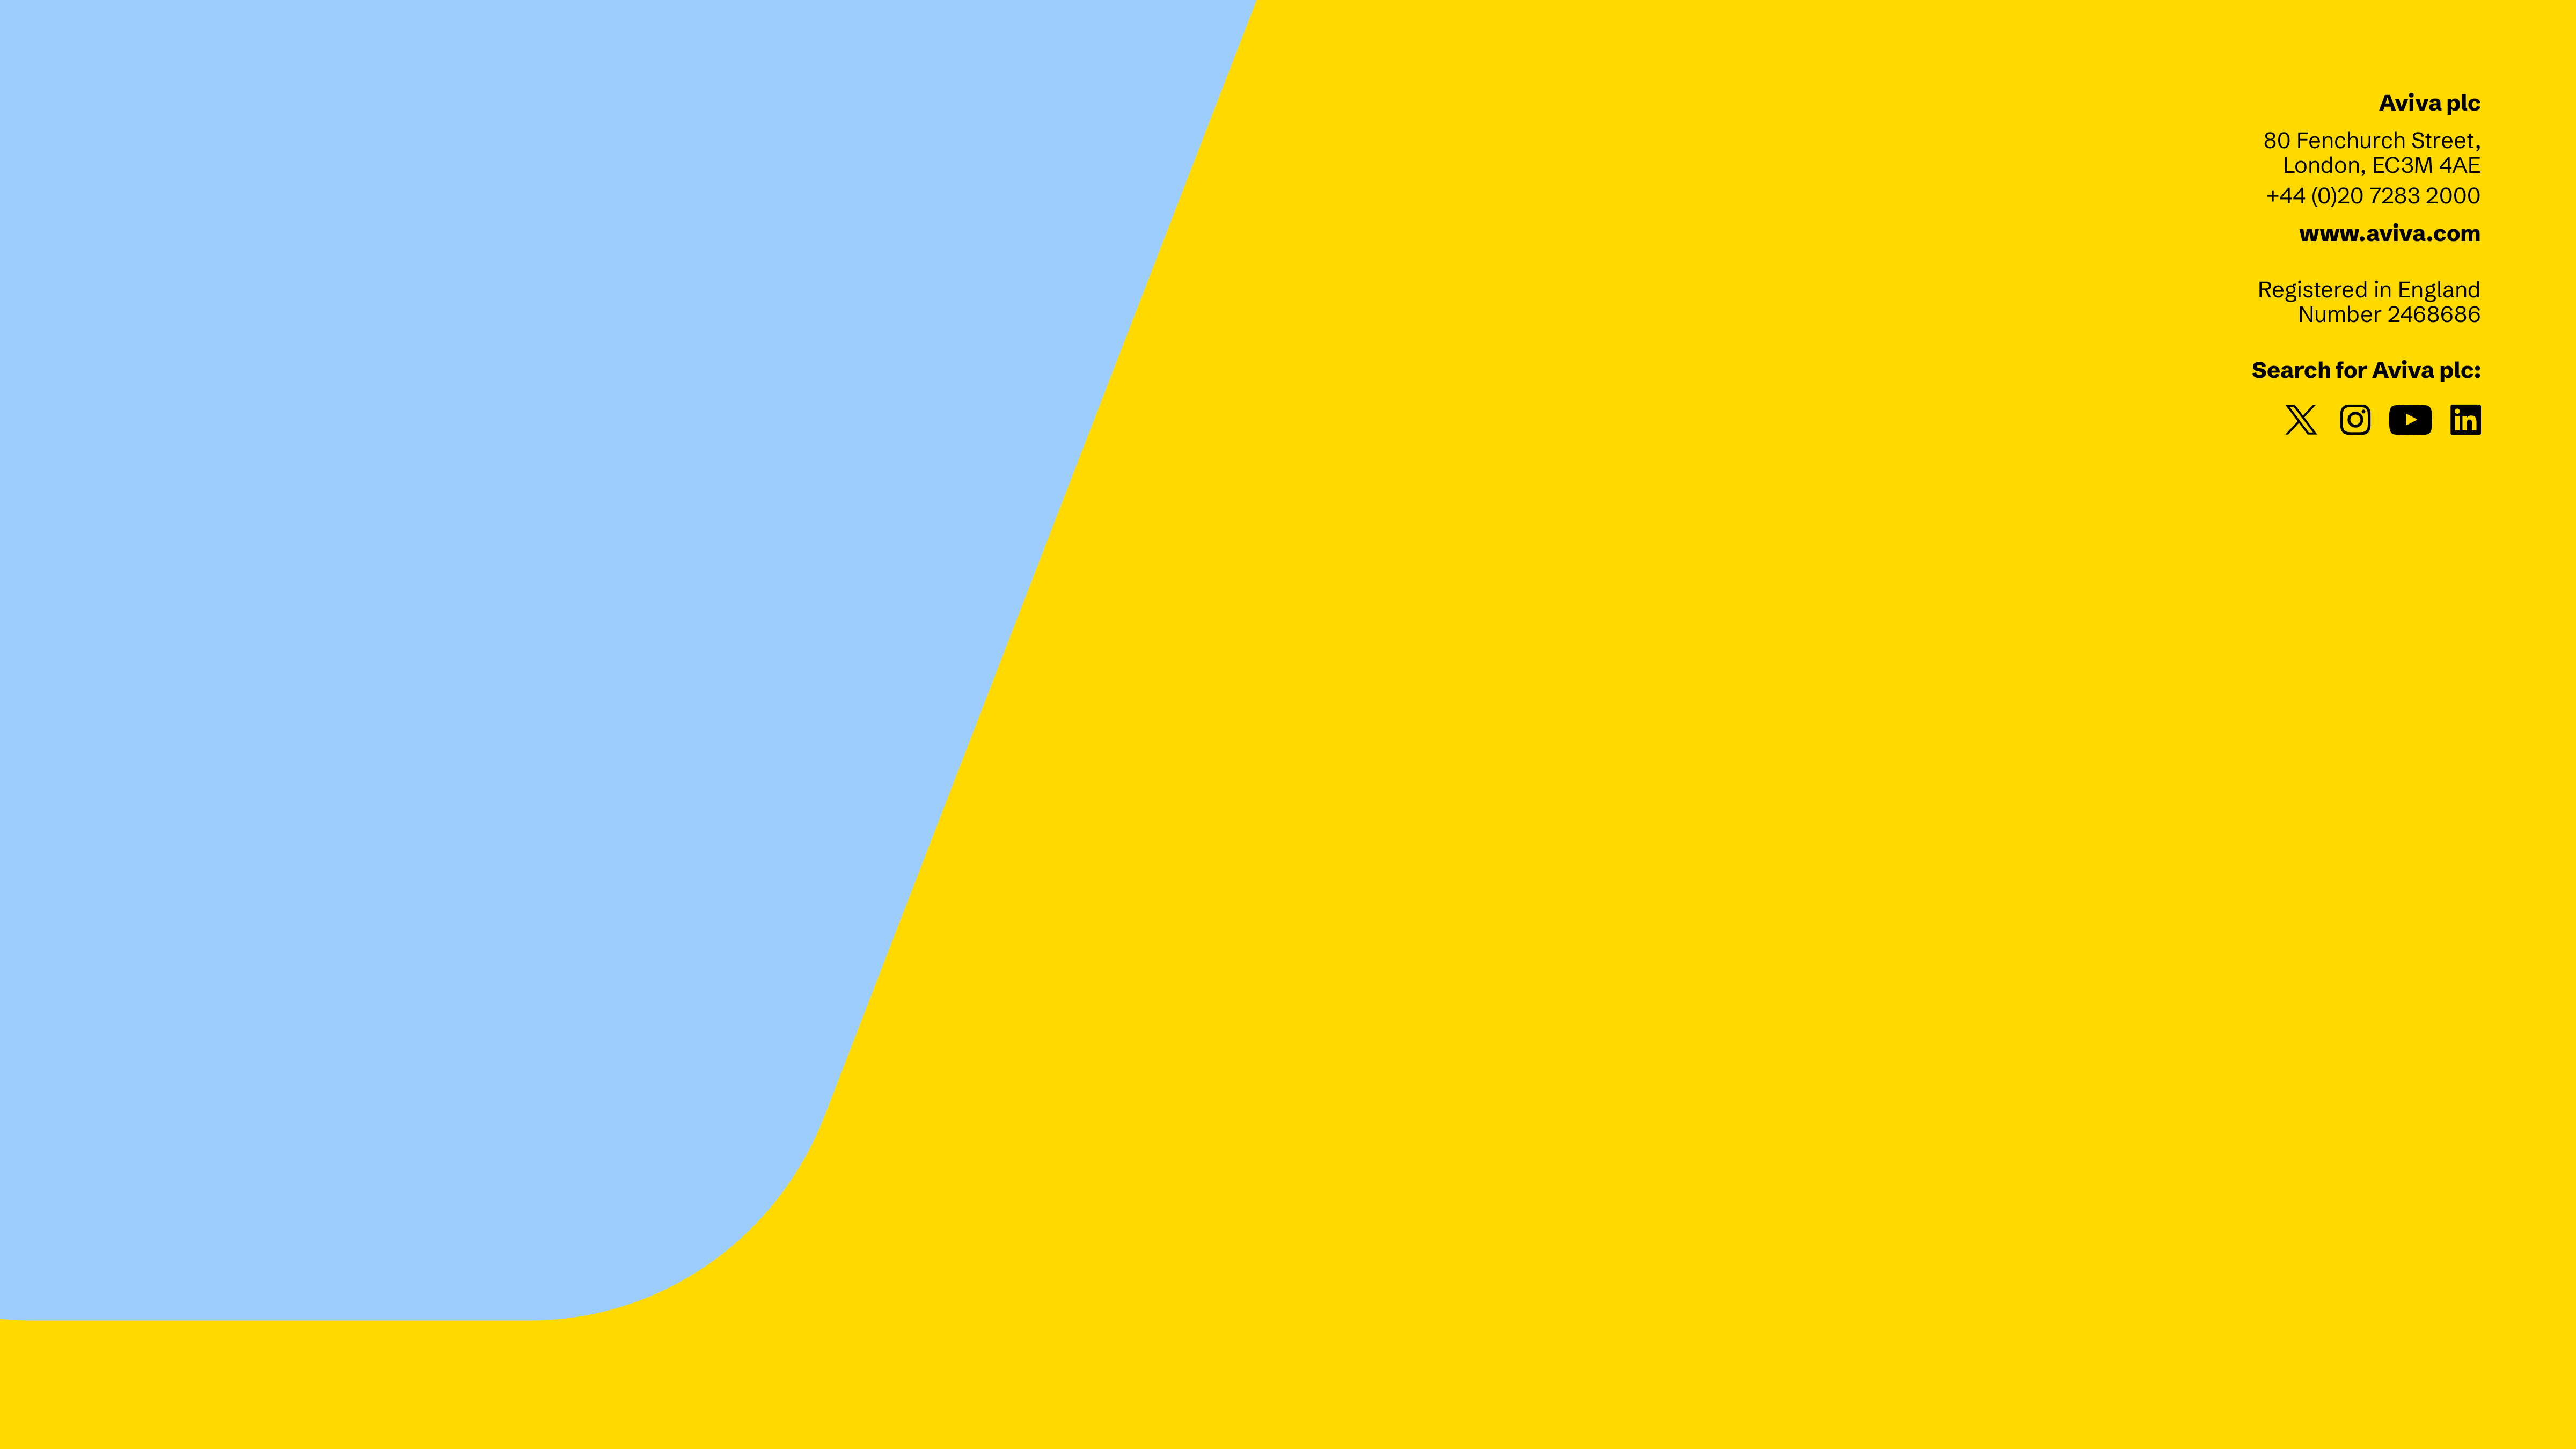 Aviva plc
80 Fenchurch Street,
London, EC3M 4AE
+44 (0)20 7283 2000
www.aviva.com
Registered in England
Number 2468686
Search for Aviva plc:
in